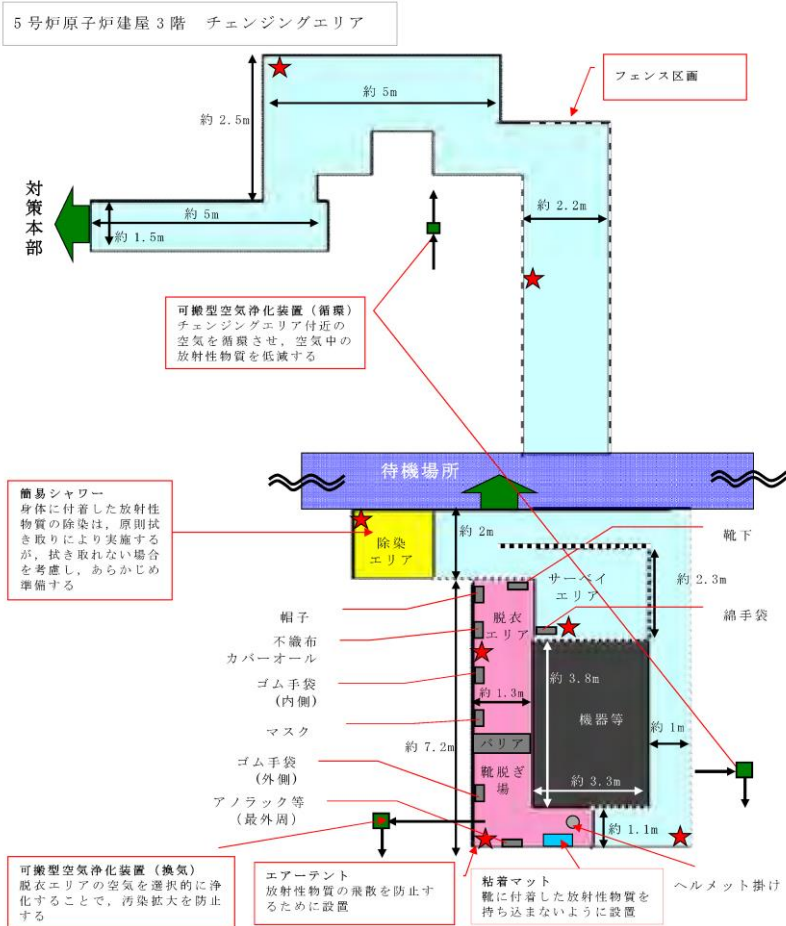 5号炉原子炉建屋3階　チェンジングエリア
フェンス区画
約 5m
約 2.5m
対策本部
約 5m
約 1.5m
約 2.2m
可搬型空気浄化装置（循環）
チェンジングエリア付近の
空気を循環させ，空気中の
放射性物質を低減する
待機場所
簡易シャワー
身体に付着した放射性
物質の除染は，原則拭
き取りにより実施する
が，拭き取れない場合
を考慮し，あらかじめ
準備する
除染
エリア
約 2m
靴下
サーベイ
エリア
約 2.3m
帽子
脱衣
エリア
綿手袋
不織布
カバーオール
ゴム手袋
(内側)
約 1.3m
約 3.8m
機器等
約 1m
マスク
約 7.2m
バリア
ゴム手袋
(外側)
靴脱ぎ
場
約 3.3m
アノラック等
(最外周)
約 1.1m
可搬型空気浄化装置（換気）
脱衣エリアの空気を選択的に浄
化することで，汚染拡大を防止
する
エアーテント
放射性物質の飛散を防止す
るために設置
粘着マット
靴に付着した放射性物質を
持ち込まないように設置
ヘルメット掛け